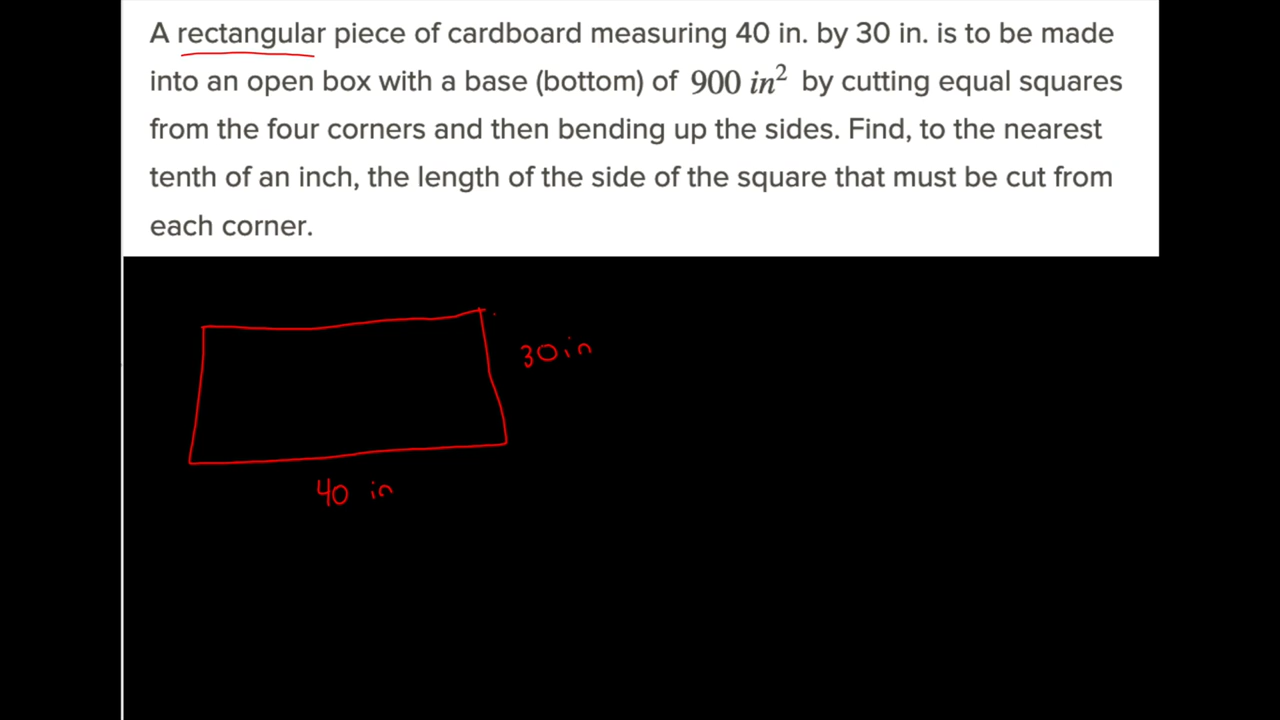 A rectangular piece of cardboard measuring 40 in. by 30 in. is to be made
into an open box with a base (bottom) of 900 in² by cutting equal squares
from the four corners and then bending up the sides. Find, to the nearest
tenth of an inch, the length of the side of the square that must be cut from
each corner.
30 in
40 in